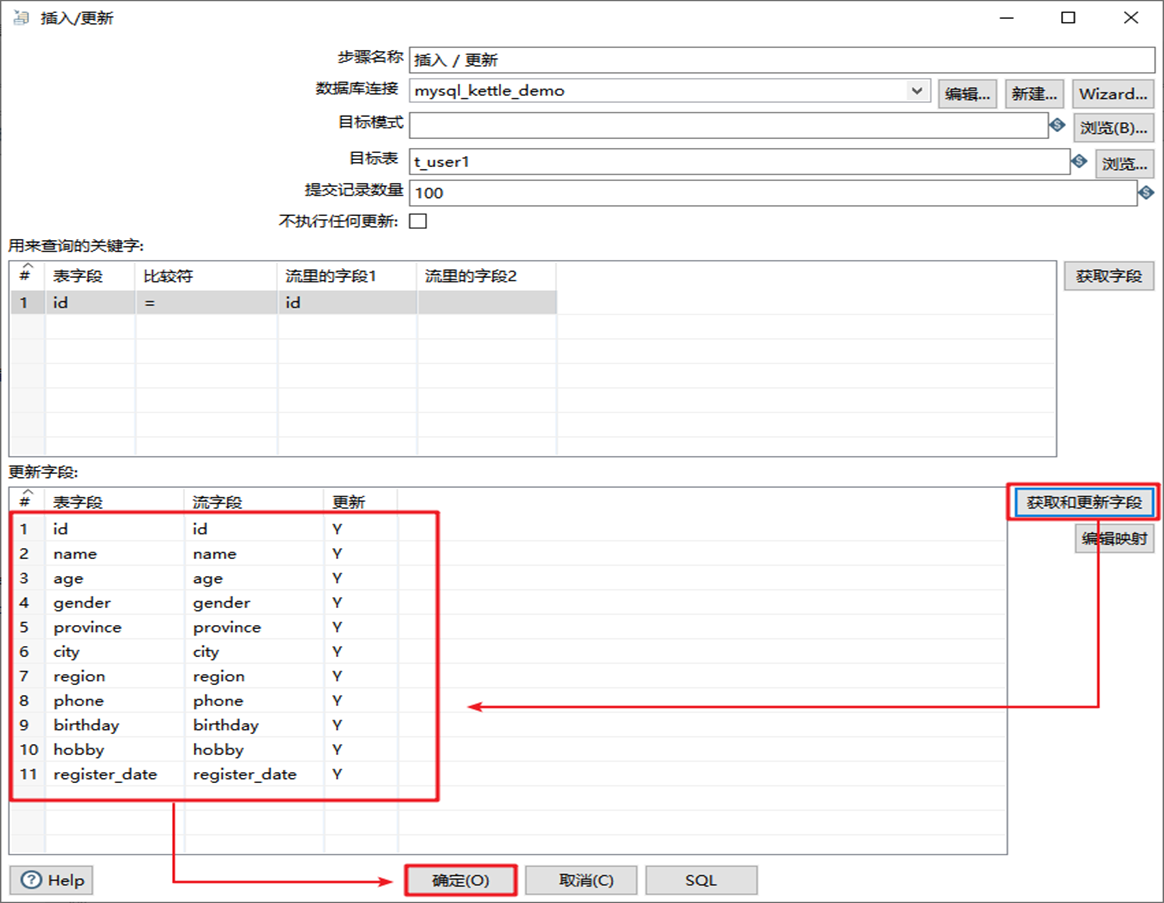 插入/更新
步骤名称 插入 / 更新
数据库连接 mysql_kettle_demo 编辑... 新建... Wizard...
目标模式 浏览(B)...
目标表 t_user1 浏览...
提交记录数量 100
不执行任何更新:
用来查询的关键字:
# 表字段 比较符 流里的字段1 流里的字段2 获取字段
1 id = id
更新字段:
# 表字段 流字段 更新 获取和更新字段
1 id id Y
编辑映射
2 name name Y
3 age age Y
4 gender gender Y
5 province province Y
6 city city Y
7 region region Y
8 phone phone Y
9 birthday birthday Y
10 hobby hobby Y
11 register_date register_date Y
Help 确定(O) 取消(C) SQL